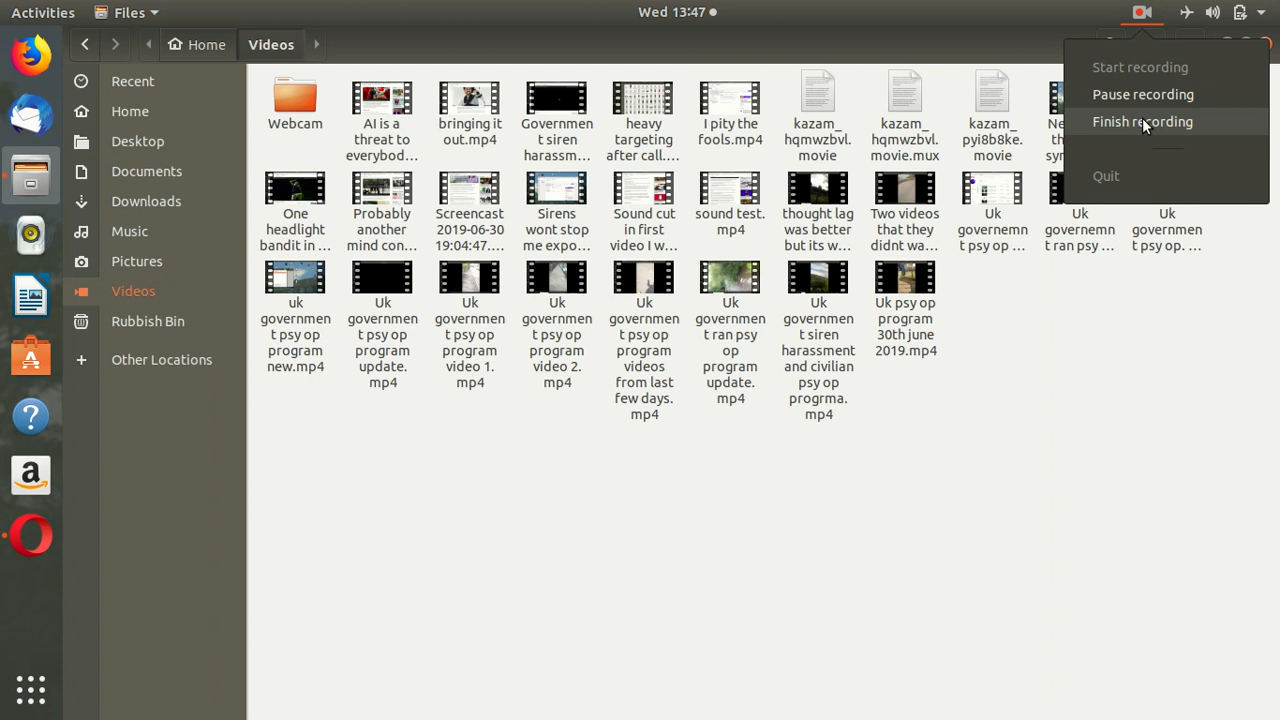 Activities
Files
Wed 13:47
Home
Videos
Start recording
Pause recording
Finish recording
Quit
Recent
Home
Desktop
Documents
Downloads
Music
Pictures
Videos
Rubbish Bin
Other Locations
Webcam
AI is a
threat to
everybod…
bringing it
out.mp4
Governmen
t siren
harassm…
heavy
targeting
after call.…
I pity the
fools.mp4
kazam_
hqmwzbvl.
movie
kazam_
hqmwzbvl.
movie.mux
kazam_
pyi8b8ke.
movie
One
headlight
bandit in …
Probably
another
mind con…
Screencast
2019-06-30
19:04:47.…
Sirens
wont stop
me expo…
Sound cut
in first
video I w…
sound test.
mp4
thought lag
was better
but its w…
Two videos
that they
didnt wa…
Uk
governemn
t psy op …
Uk
governemn
t ran psy …
Uk
governmen
t psy op. …
uk
governmen
t psy op
program
new.mp4
Uk
governmen
t psy op
program
update.
mp4
Uk
governmen
t psy op
program
video 1.
mp4
Uk
governmen
t psy op
program
video 2.
mp4
Uk
governmen
t psy op
program
videos
from last
few days.
mp4
Uk
governmen
t ran psy
op
program
update.
mp4
Uk
governmen
t siren
harassment
and civilian
psy op
progrma.
mp4
Uk psy op
program
30th june
2019.mp4